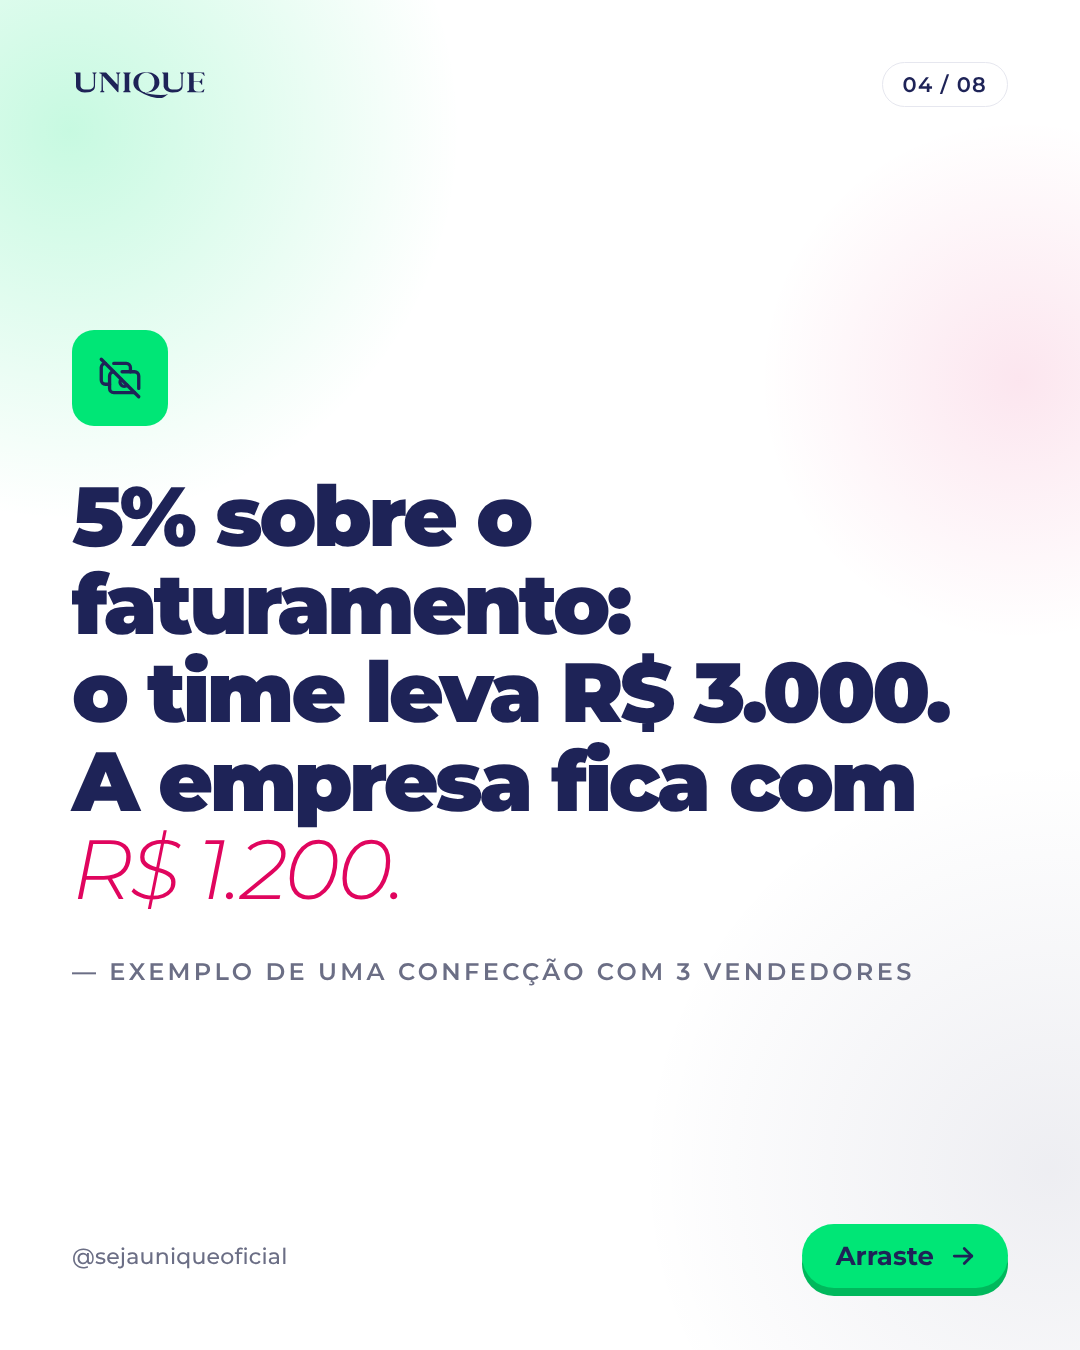 UNIQUE
04 / 08
5% sobre o
faturamento:
o time leva R$ 3.000.
A empresa fica com
R$ 1.200.
— EXEMPLO DE UMA CONFECÇÃO COM 3 VENDEDORES
@sejauniqueoficial
Arraste →